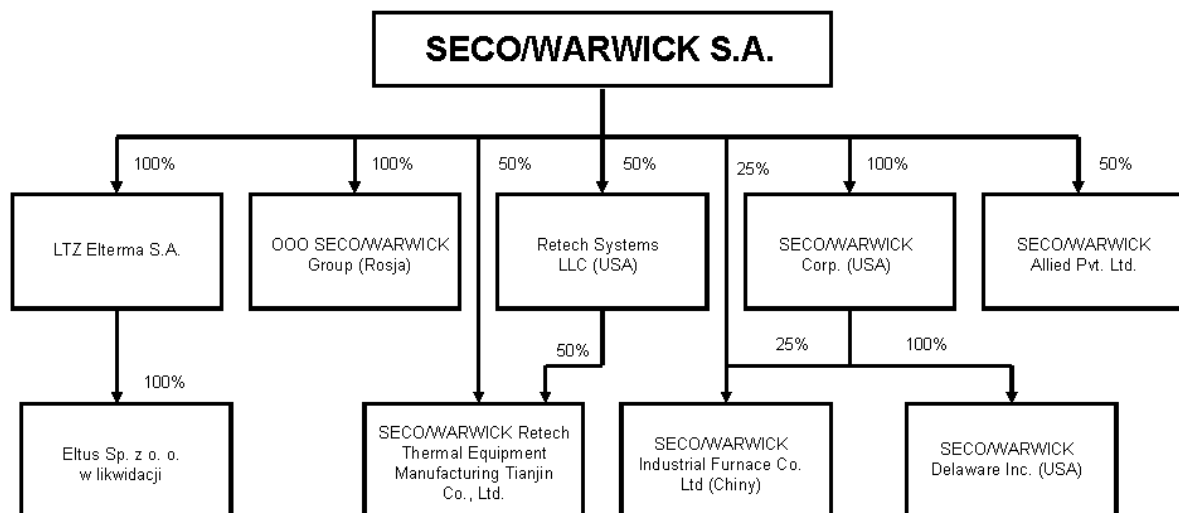 SECO/WARWICK S.A.
100%
100%
50%
50%
25%
100%
50%
LTZ Elterma S.A.
OOO SECO/WARWICK
Group (Rosja)
Retech Systems
LLC (USA)
SECO/WARWICK
Corp. (USA)
SECO/WARWICK
Allied Pvt. Ltd.
100%
50%
25%
100%
Eltus Sp. z o. o.
w likwidacji
SECO/WARWICK Retech
Thermal Equipment
Manufacturing Tianjin
Co., Ltd.
SECO/WARWICK
Industrial Furnace Co.
Ltd (Chiny)
SECO/WARWICK
Delaware Inc. (USA)